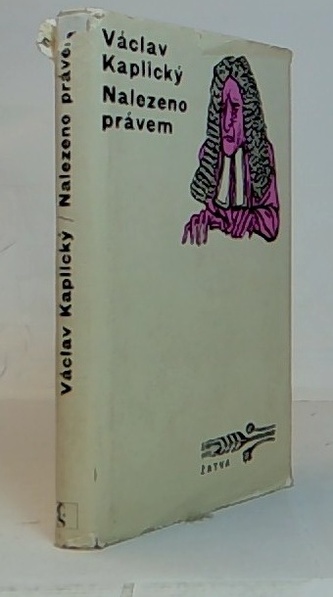 Václav
Kaplický
Nalezeno
právem
Václav Kaplický / Nalezeno právem
ŽATVA